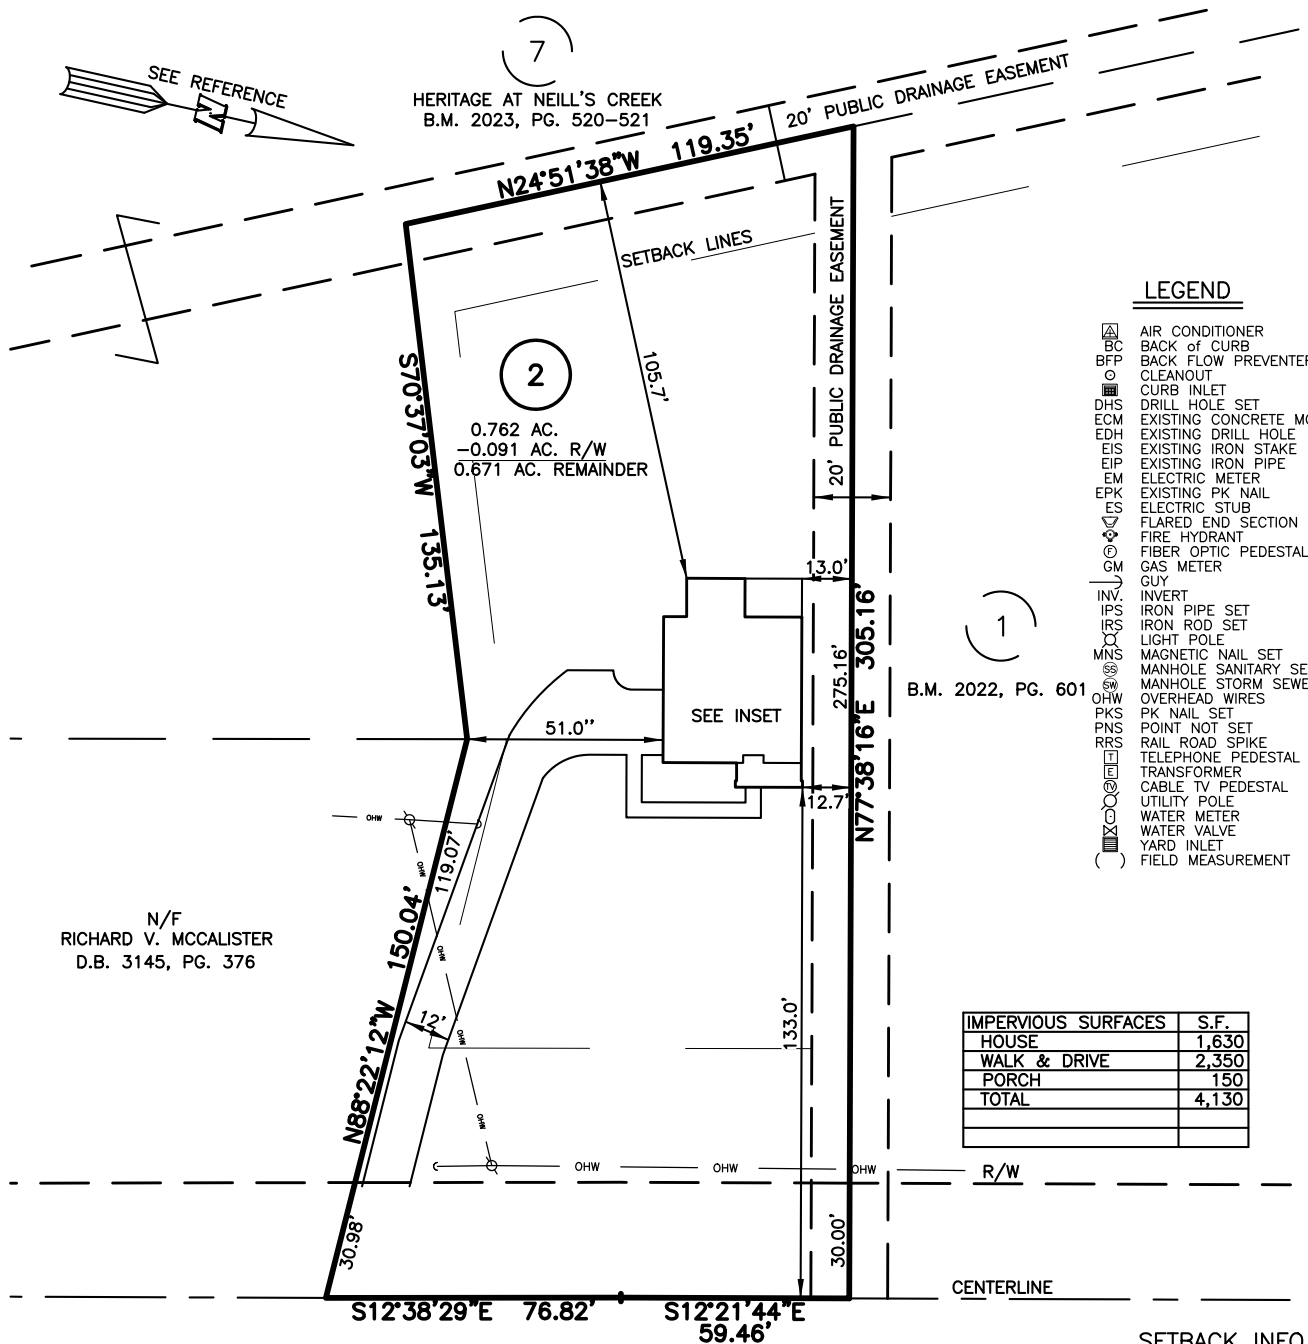 7
SEE REFERENCE
N
HERITAGE AT NEILL'S CREEK
B.M. 2023, PG. 520-521
20' PUBLIC DRAINAGE EASEMENT
N24°51'38"W 119.35'
SETBACK LINES
20' PUBLIC DRAINAGE EASEMENT
S70°37'03"W 135.13'
105.7'
2
0.762 AC.
-0.091 AC. R/W
0.671 AC. REMAINDER
LEGEND
AIR CONDITIONER
BC BACK of CURB
BFP BACK FLOW PREVENTER
CLEANOUT
CURB INLET
DHS DRILL HOLE SET
ECM EXISTING CONCRETE
EDH EXISTING DRILL HOLE
EIS EXISTING IRON STAKE
EIP EXISTING IRON PIPE
EM ELECTRIC METER
EPK EXISTING PK NAIL
ES ELECTRIC STUB
FLARED END SECTION
FIRE HYDRANT
F FIBER OPTIC PEDESTAL
GM GAS METER
GUY
INV. INVERT
IPS IRON PIPE SET
IRS IRON ROD SET
LIGHT POLE
MNS MAGNETIC NAIL SET
SS MANHOLE SANITARY SE
SW MANHOLE STORM SEWE
OHW OVERHEAD WIRES
PKS PK NAIL SET
PNS POINT NOT SET
RRS RAIL ROAD SPIKE
T TELEPHONE PEDESTAL
E TRANSFORMER
TV CABLE TV PEDESTAL
UTILITY POLE
WATER METER
WATER VALVE
YARD INLET
( ) FIELD MEASUREMENT
13.0'
N77°38'16"E 305.16'
275.16'
1
B.M. 2022, PG. 601
SEE INSET
51.0''
12.7'
OHW
OHW
OHW
OHW
OHW
119.07'
N88°22'12"W 150.04'
N/F
RICHARD V. MCCALISTER
D.B. 3145, PG. 376
12'
133.0'
IMPERVIOUS SURFACES S.F.
HOUSE 1,630
WALK & DRIVE 2,350
PORCH 150
TOTAL 4,130
OHW OHW OHW R/W
30.98'
30.00'
CENTERLINE
S12°38'29"E 76.82' S12°21'44"E
59.46'
SETBACK INFO